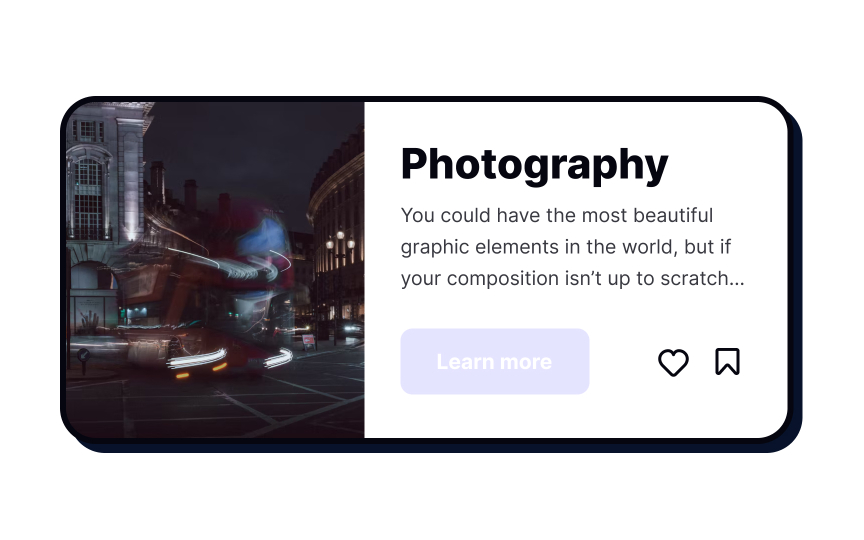 Photography
You could have the most beautiful
graphic elements in the world, but if
your composition isn’t up to scratch...
Learn more